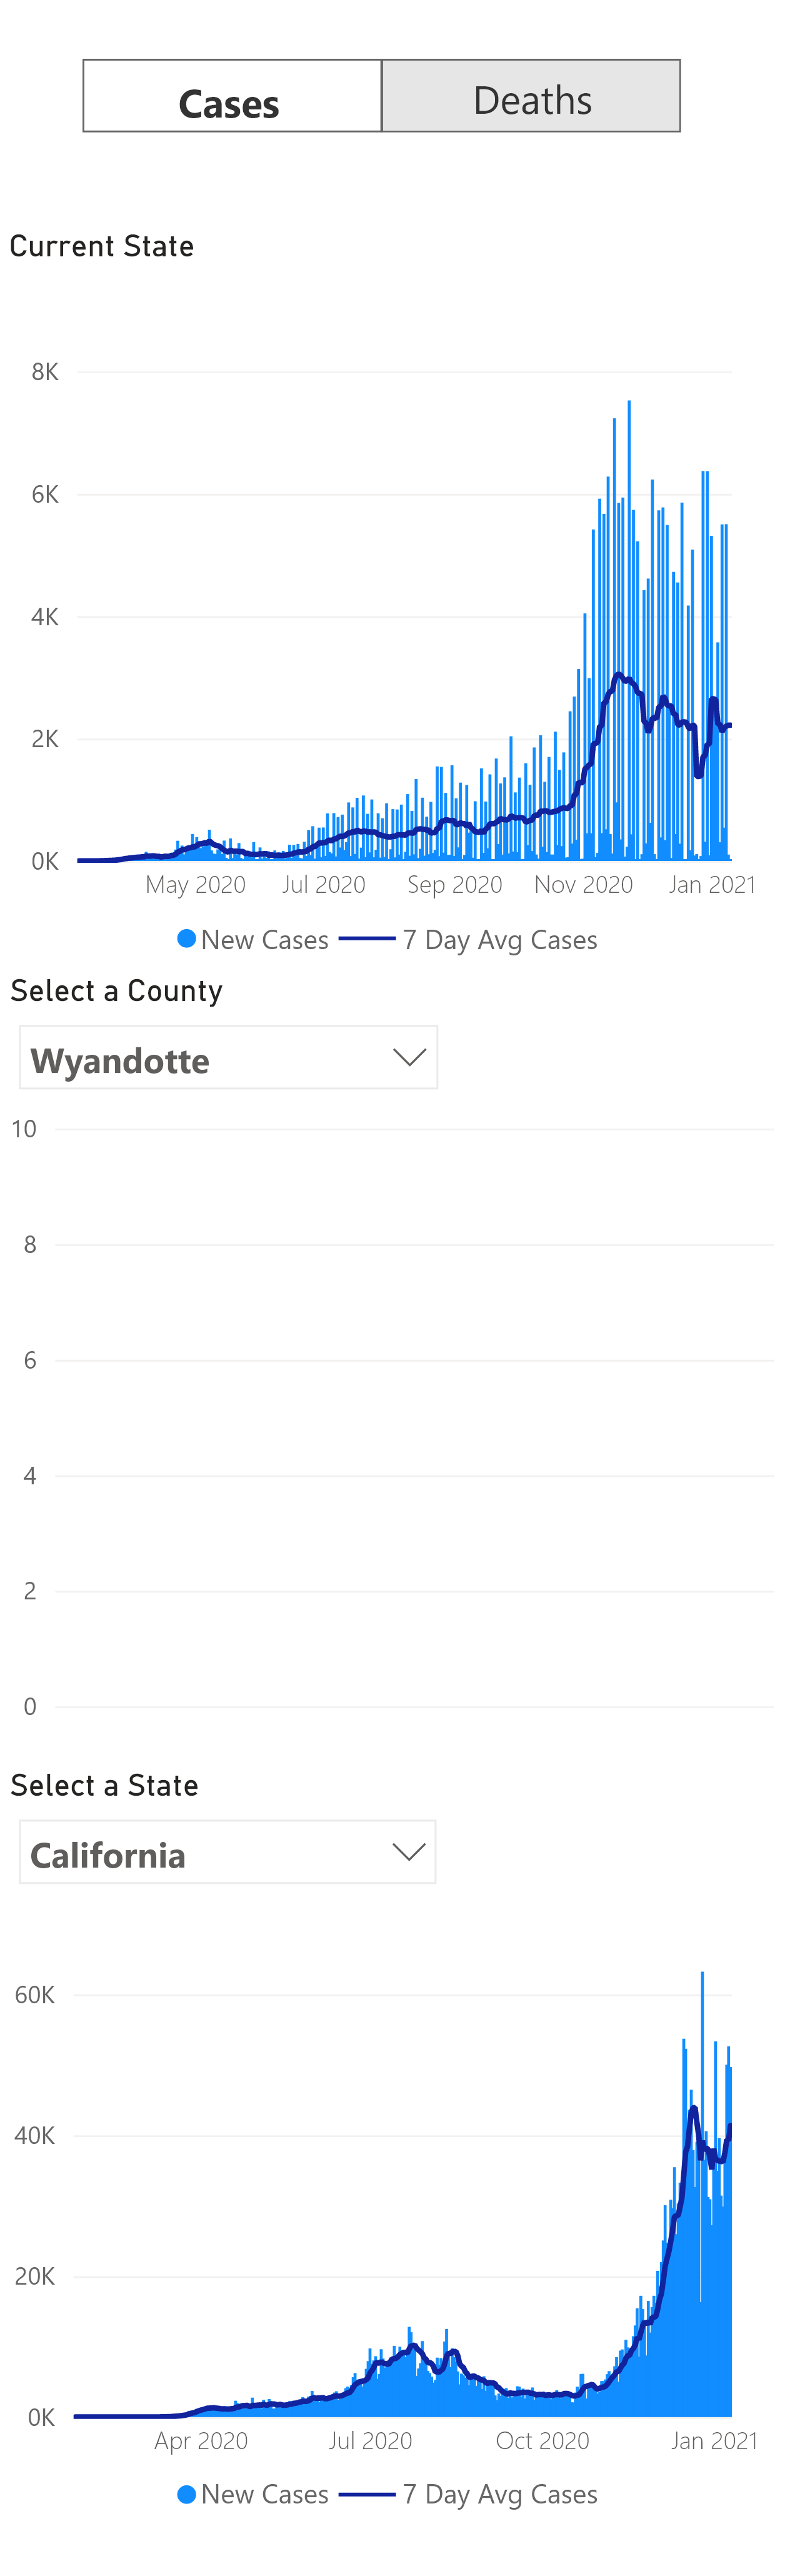 Cases Deaths
Current State
8K
6K
4K
2K
0K
May 2020 Jul 2020 Sep 2020 Nov 2020 Jan 2021
New Cases 7 Day Avg Cases
Select a County
Wyandotte
10
8
6
4
2
0
Select a State
California
60K
40K
20K
0K
Apr 2020 Jul 2020 Oct 2020 Jan 2021
New Cases 7 Day Avg Cases